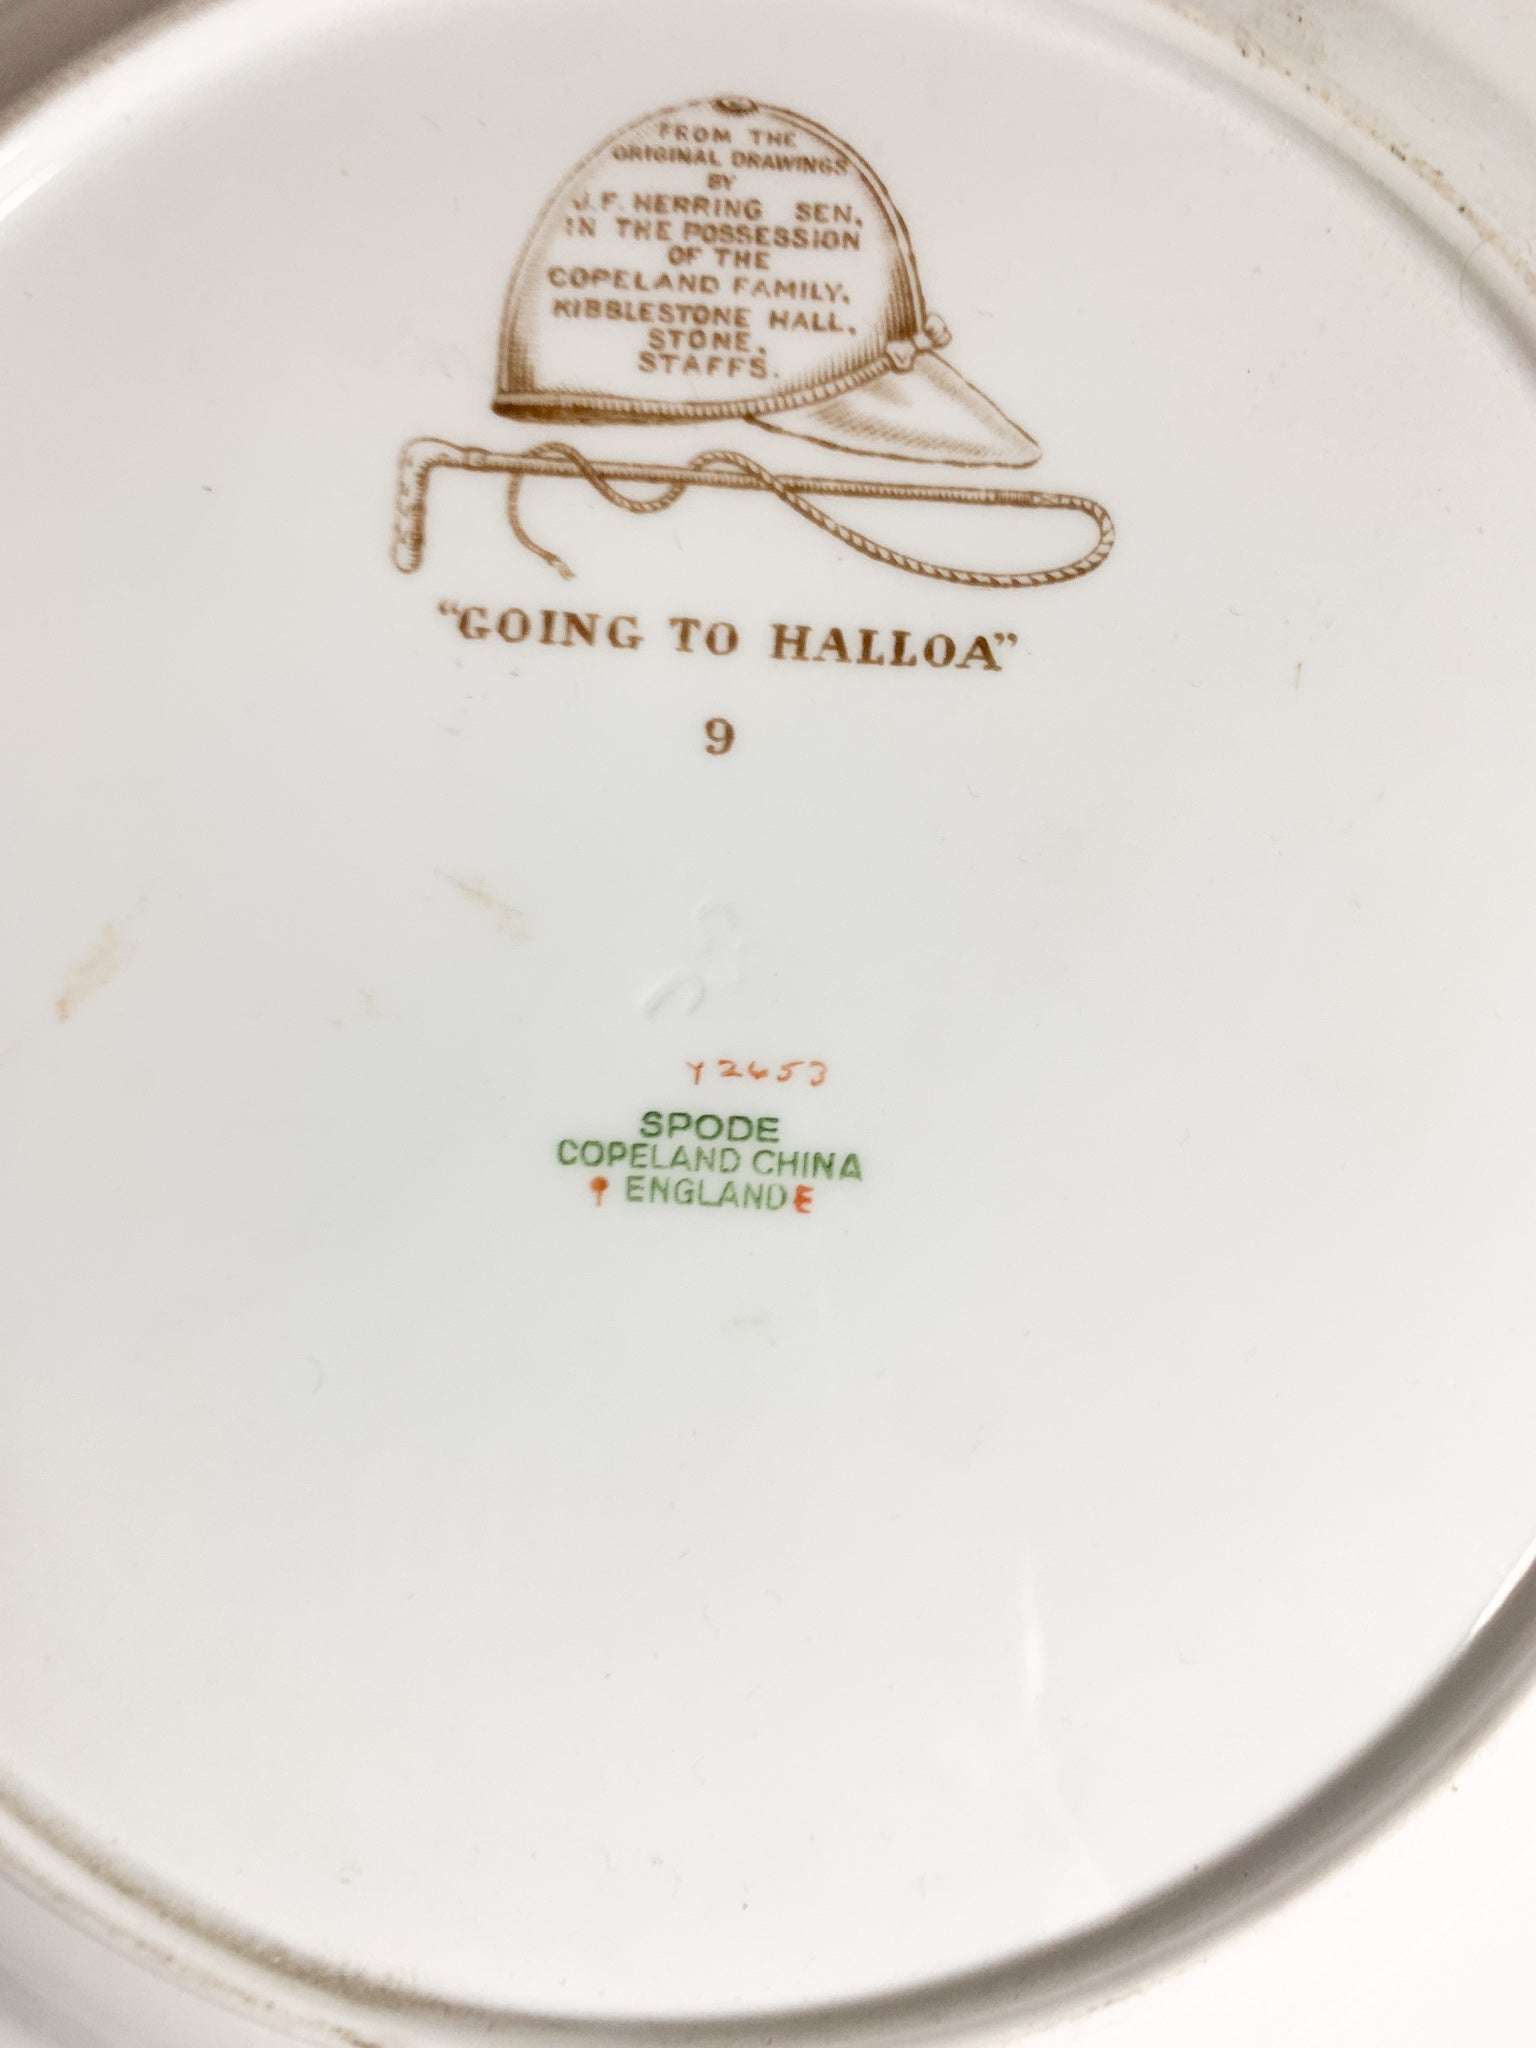 FROM THE
ORIGINAL DRAWINGS
BY
J.F. HERRING SEN.
IN THE POSSESSION
OF THE
COPELAND FAMILY.
KIBBLESTONE HALL.
STONE.
STAFFS.
"GOING TO HALLOA"
9
Y2653
SPODE
COPELAND CHINA
ENGLAND E